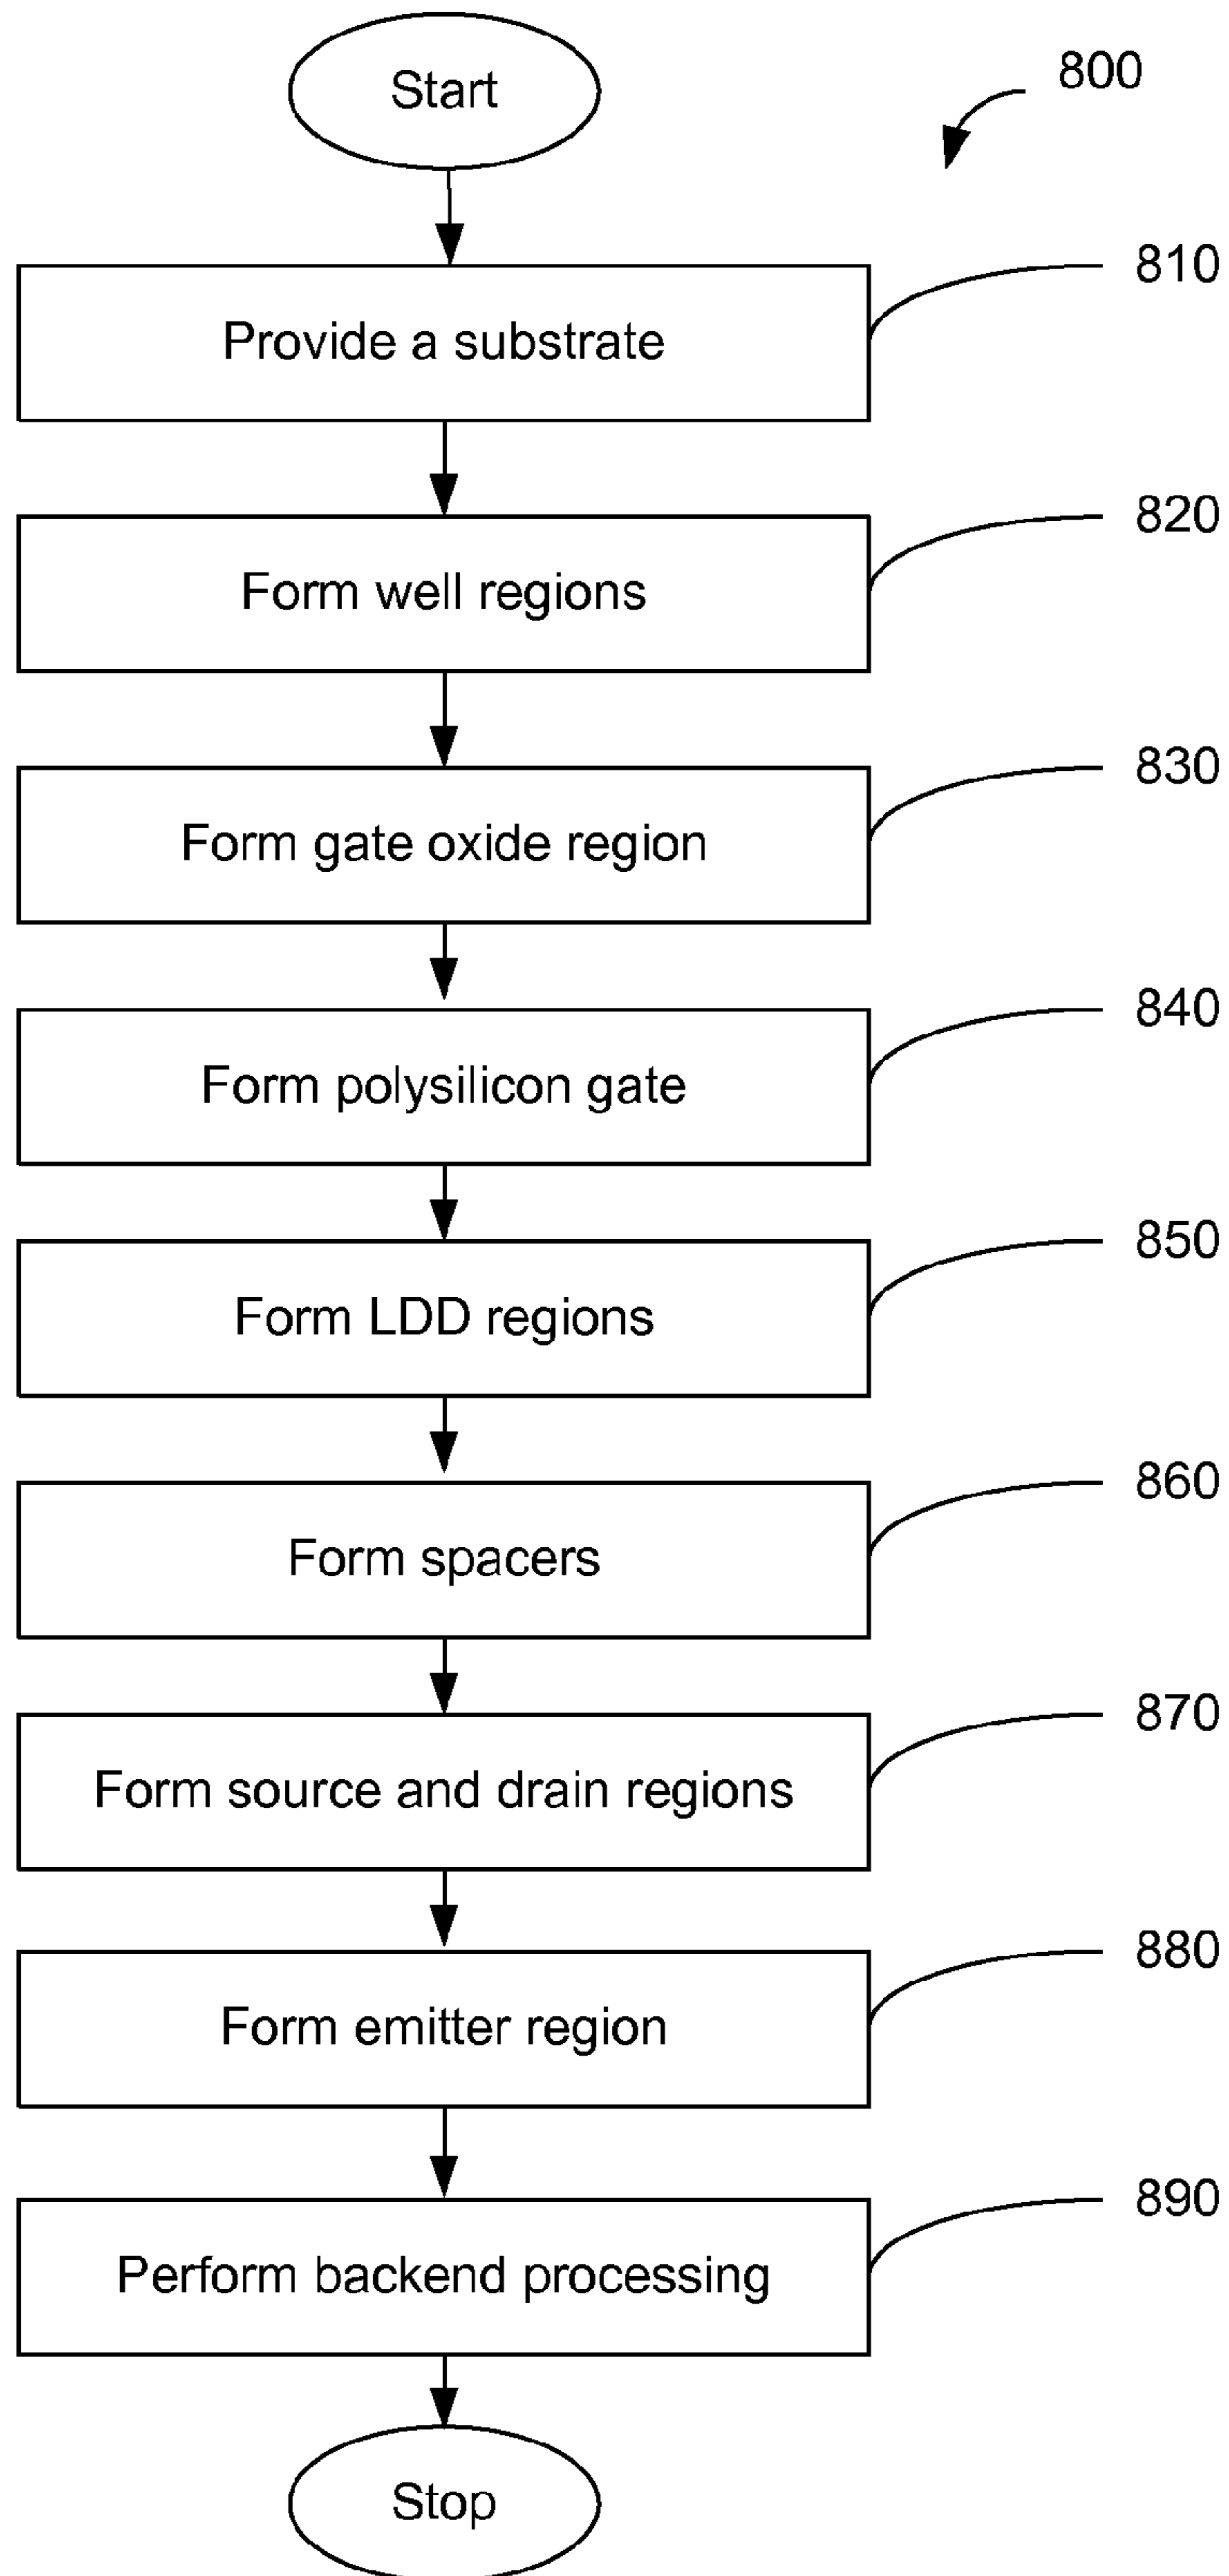 Start
800
Provide a substrate
810
Form well regions
820
Form gate oxide region
830
Form polysilicon gate
840
Form LDD regions
850
Form spacers
860
Form source and drain regions
870
Form emitter region
880
Perform backend processing
890
Stop